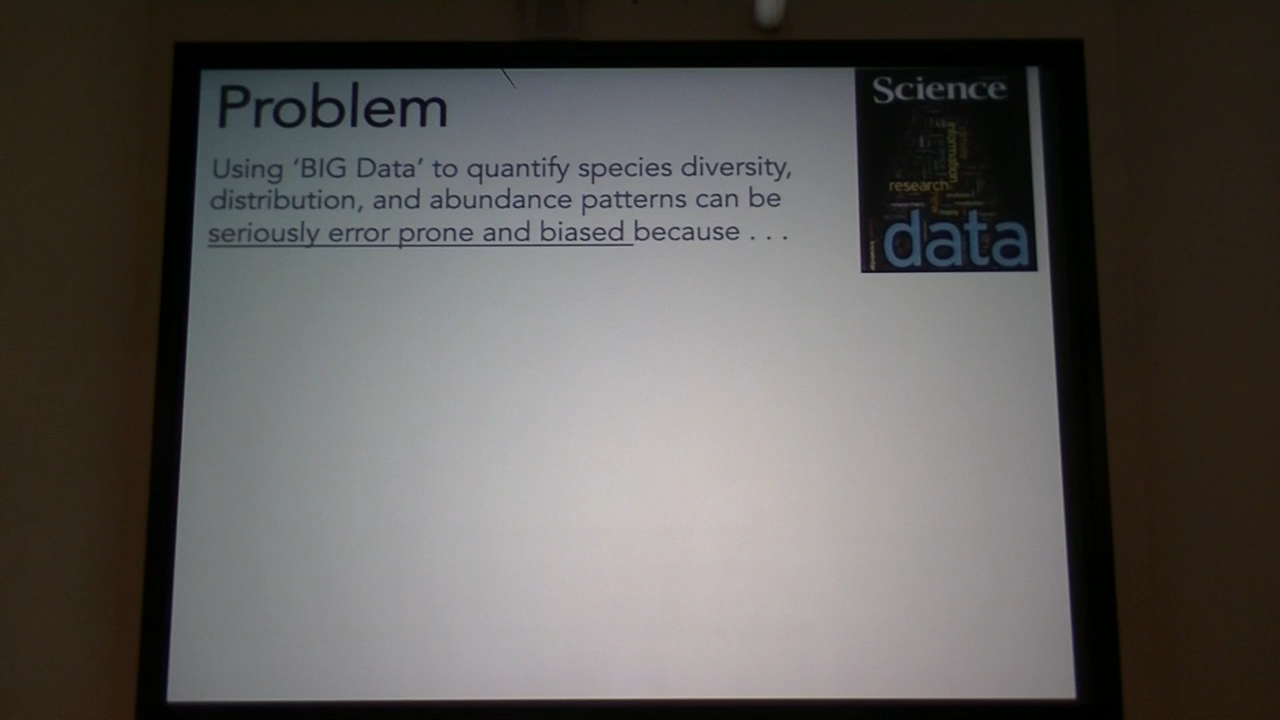 Problem
Using ‘BIG Data’ to quantify species diversity,
distribution, and abundance patterns can be
seriously error prone and biased because . . .
Science
information
research
data